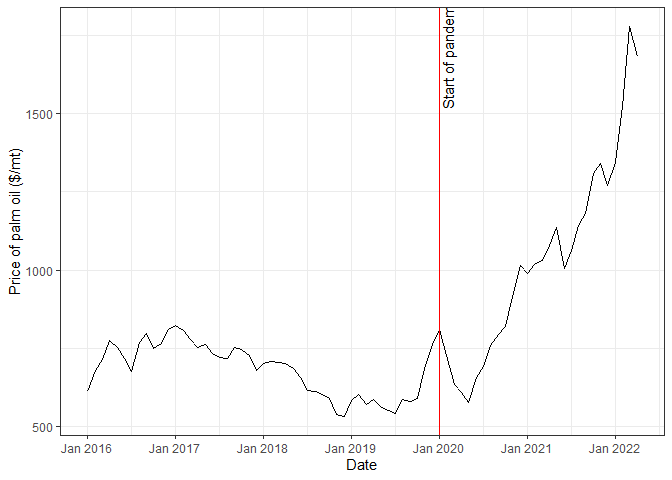 Start of pandem
1500
1000
500
Price of palm oil ($/mt)
Jan 2016 Jan 2017 Jan 2018 Jan 2019 Jan 2020 Jan 2021 Jan 2022
Date